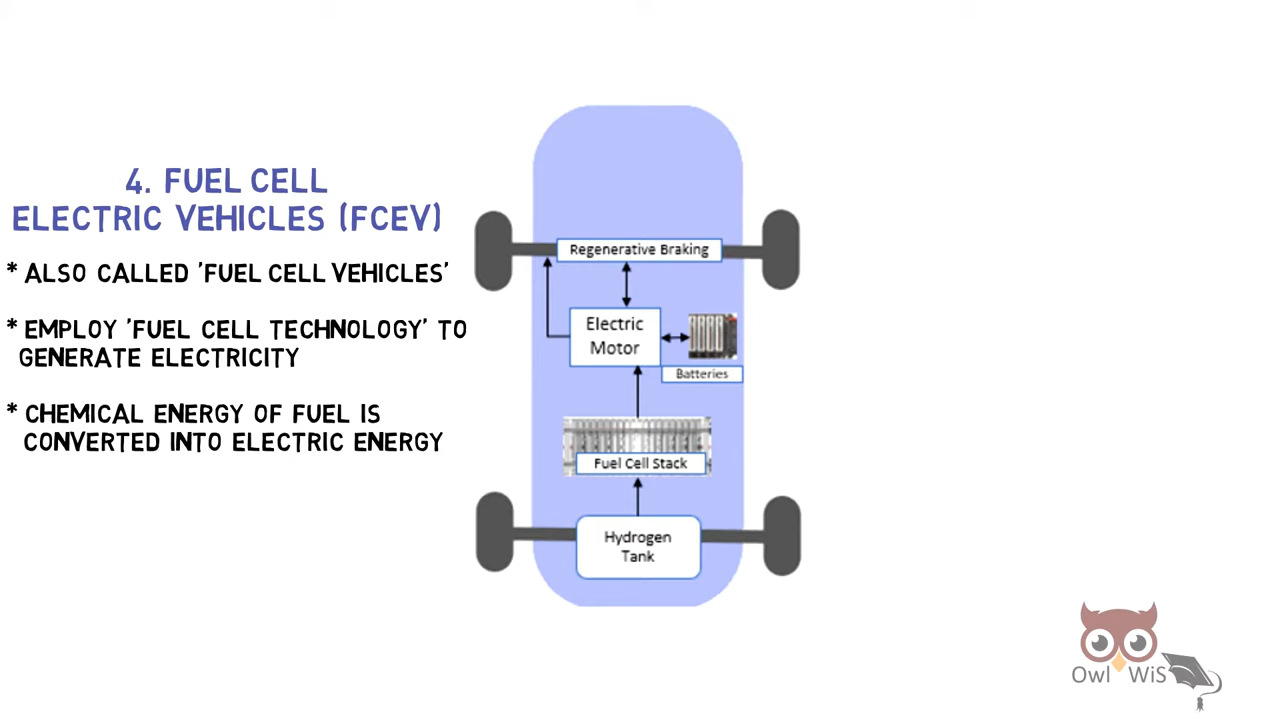 4. FUEL CELL
ELECTRIC VEHICLES (FCEV)
* ALSO CALLED 'FUEL CELL VEHICLES'
* EMPLOY 'FUEL CELL TECHNOLOGY' TO
GENERATE ELECTRICITY
* CHEMICAL ENERGY OF FUEL IS
CONVERTED INTO ELECTRIC ENERGY
Regenerative Braking
Electric
Motor
Batteries
Fuel Cell Stack
Hydrogen
Tank
Owl WiS